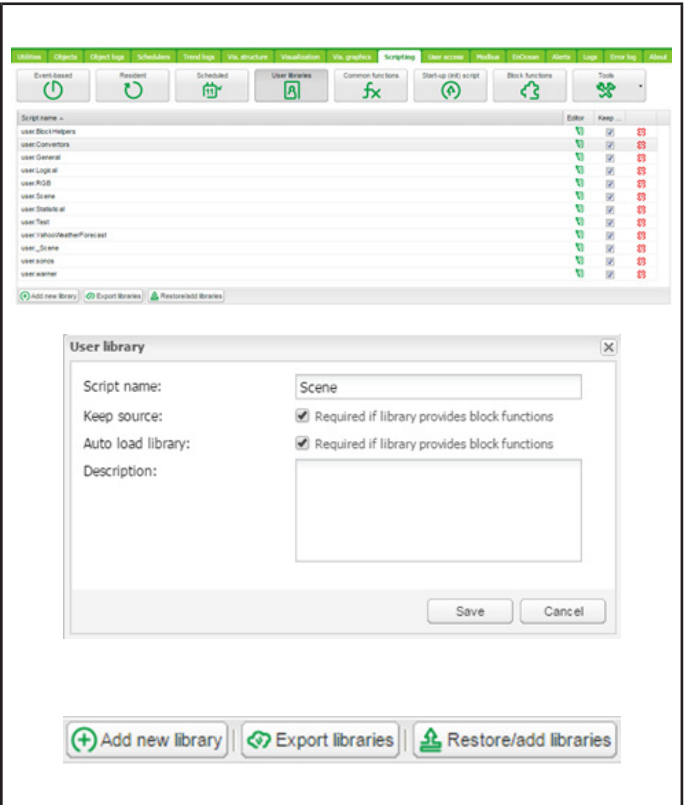 Utilities Objects Object logs Schedulers Trend logs Vis. structure Visualization Vis. graphics Scripting User access Modbus EnOcean Alerts Logs Error log About
Event-based Resident Scheduled User libraries Common functions Start-up (init) script Block functions Tools
Script name Editor Keep ...
user.BlockHelpers
user.Convertors
user.General
user.Logical
user.RGB
user.Scene
user.Statistical
user.Test
user.YahooWeatherForecast
user._Scene
user.sonos
user.warner
Add new library Export libraries Restore/add libraries
User library
Script name: Scene
Keep source: Required if library provides block functions
Auto load library: Required if library provides block functions
Description:
Save Cancel
Add new library Export libraries Restore/add libraries